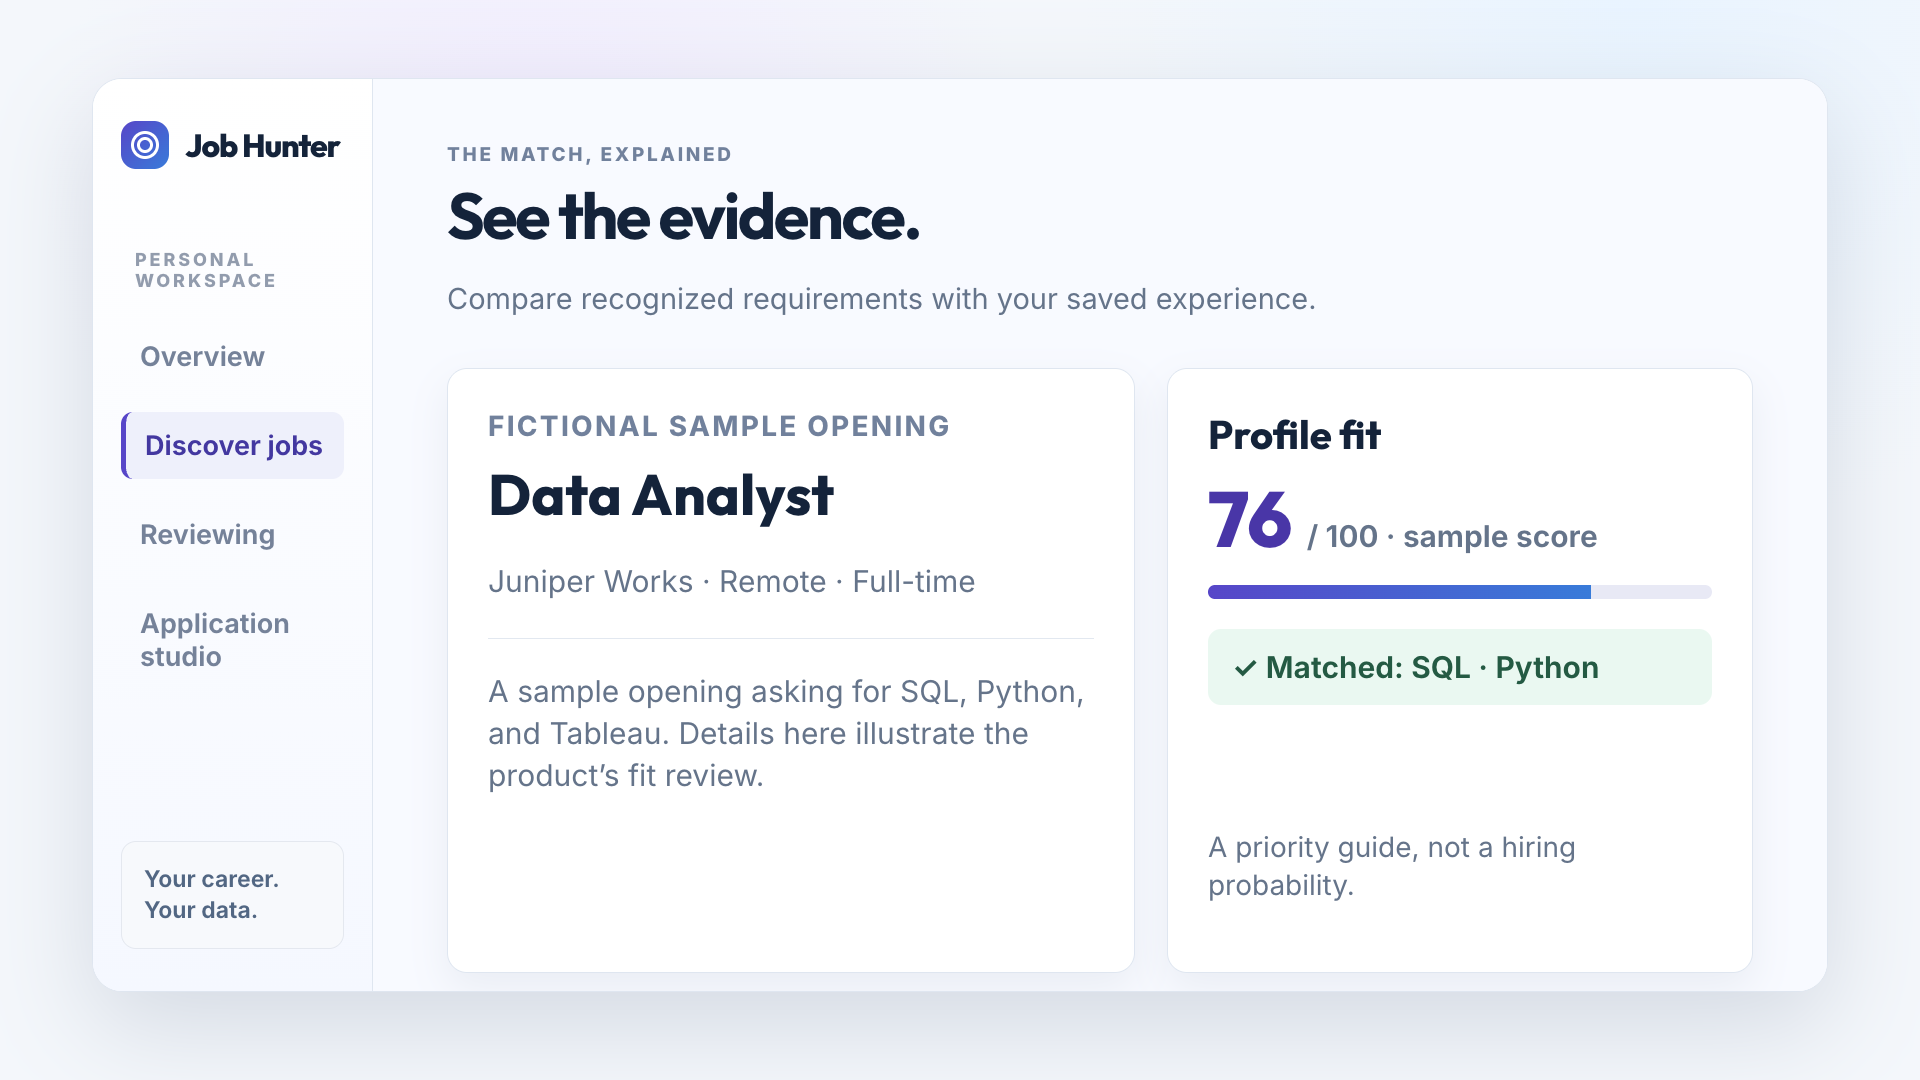 Job Hunter
PERSONAL
WORKSPACE
Overview
Discover jobs
Reviewing
Application
studio
Your career.
Your data.
THE MATCH, EXPLAINED
See the evidence.
Compare recognized requirements with your saved experience.
FICTIONAL SAMPLE OPENING
Data Analyst
Juniper Works · Remote · Full-time
A sample opening asking for SQL, Python,
and Tableau. Details here illustrate the
product’s fit review.
Profile fit
76 / 100 · sample score
✓ Matched: SQL · Python
A priority guide, not a hiring
probability.